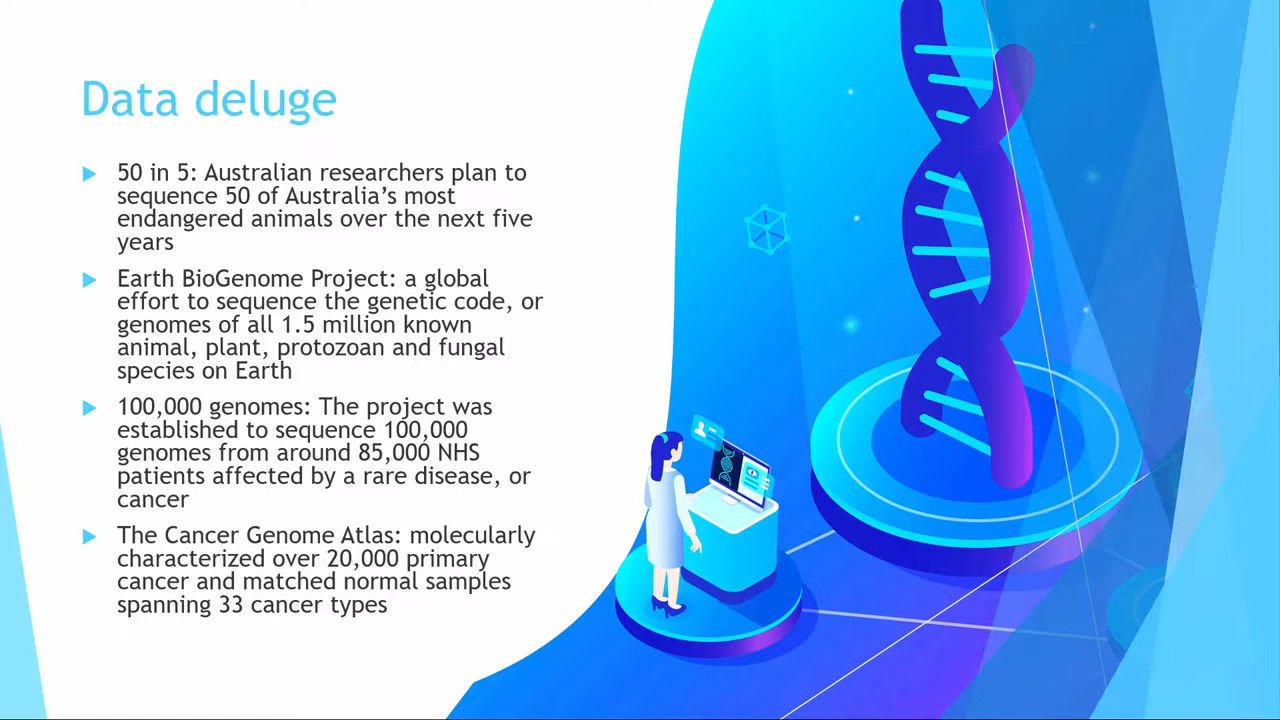 Data deluge
50 in 5: Australian researchers plan to
sequence 50 of Australia’s most
endangered animals over the next five
years
Earth BioGenome Project: a global
effort to sequence the genetic code, or
genomes of all 1.5 million known
animal, plant, protozoan and fungal
species on Earth
100,000 genomes: The project was
established to sequence 100,000
genomes from around 85,000 NHS
patients affected by a rare disease, or
cancer
The Cancer Genome Atlas: molecularly
characterized over 20,000 primary
cancer and matched normal samples
spanning 33 cancer types